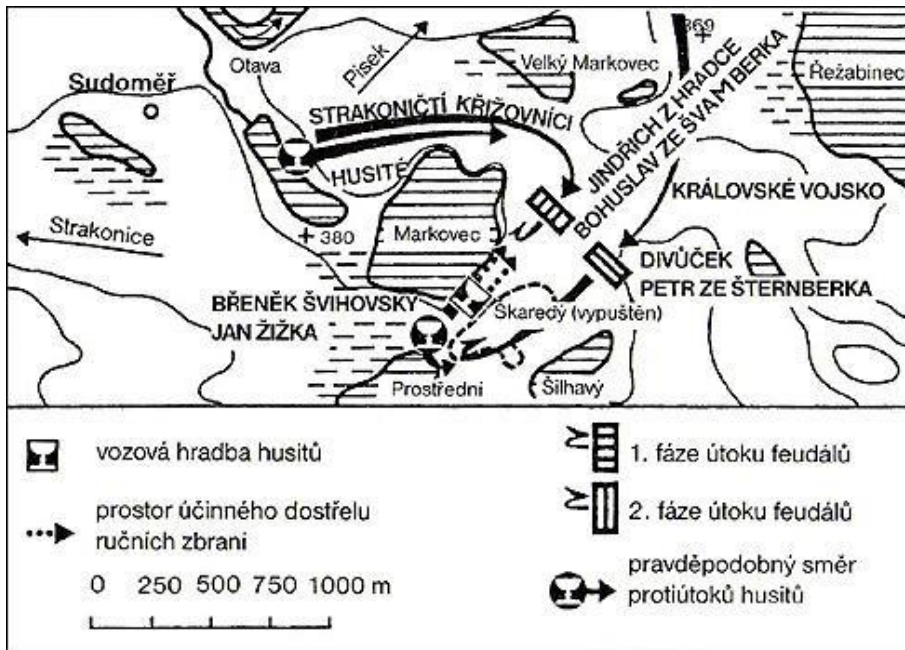 369
Otava
Písek
Velký Markovec
Řežabinec
Sudoměř
STRAKONIČTÍ KŘIŽOVNÍCI
HUSITÉ
JINDŘICH Z HRADCE
BOHUSLAV ZE ŠVAMBERKA
KRÁLOVSKÉ VOJSKO
Strakonice
380
Markovec
DIVŮČEK
PETR ZE ŠTERNBERKA
BŘENĚK ŠVIHOVSKÝ
JAN ŽIŽKA
Skaredý (vypuštěn)
Prostřední
Šilhavý
vozová hradba husitů
prostor účinného dostřelu
ručních zbraní
0 250 500 750 1000 m
1. fáze útoku feudálů
2. fáze útoku feudálů
pravděpodobný směr
protiútoků husitů